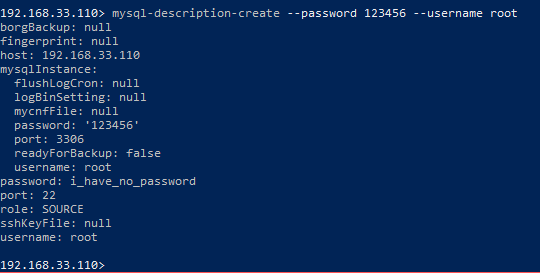 192.168.33.110> mysql-description-create --password 123456 --username root
borgBackup: null
fingerprint: null
host: 192.168.33.110
mysqlInstance:
  flushLogCron: null
  logBinSetting: null
  mycnfFile: null
  password: '123456'
  port: 3306
  readyForBackup: false
  username: root
password: i_have_no_password
port: 22
role: SOURCE
sshKeyFile: null
username: root
192.168.33.110>